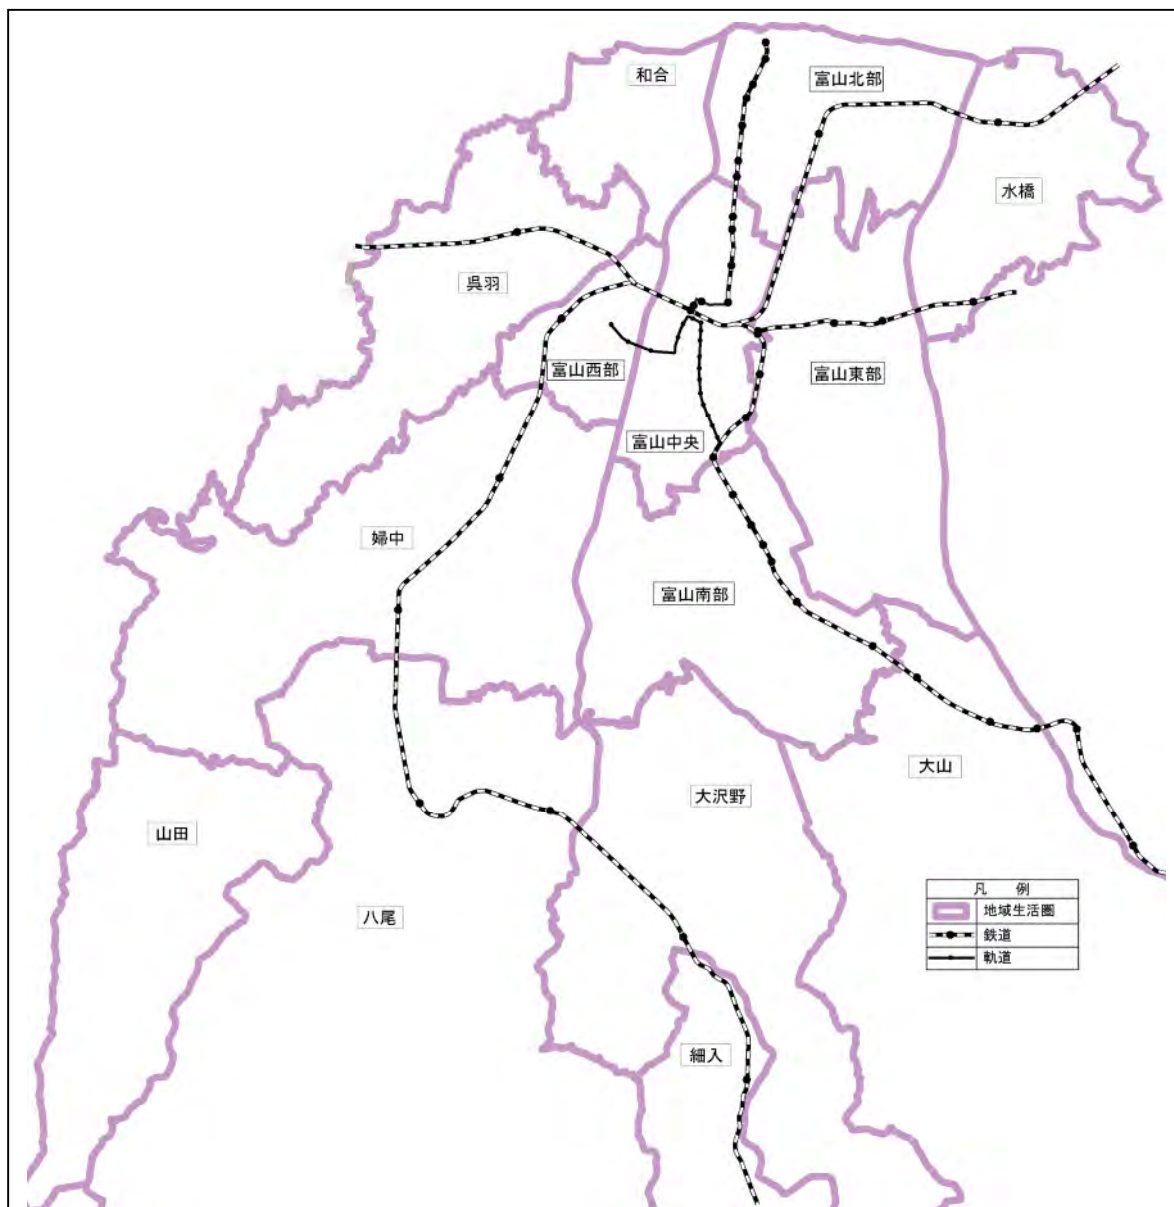 和合
富山北部
水橋
呉羽
富山西部
富山東部
富山中央
婦中
富山南部
大山
大沢野
山田
八尾
細入
凡 例
地域生活圏
鉄道
軌道